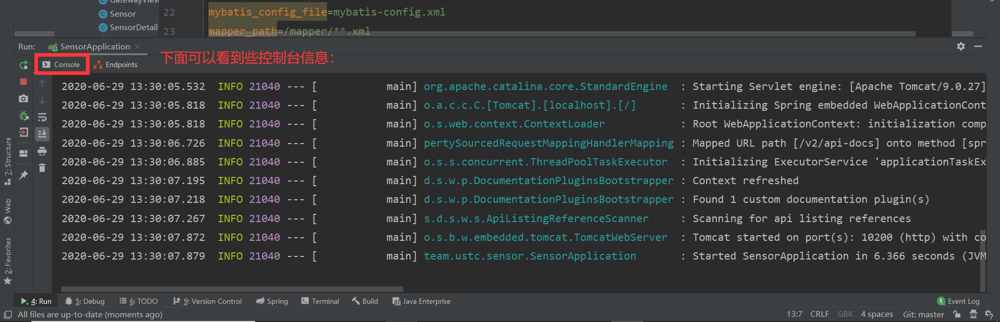 GatewayView
Sensor
SensorDetail
22
mybatis_config_file=mybatis-config.xml
23
mapper_path=/mapper/**.xml
Run:
SensorApplication
Console
Endpoints
下面可以看到些控制台信息：
2020-06-29 13:30:05.532  INFO 21040 --- [           main] org.apache.catalina.core.StandardEngine  : Starting Servlet engine: [Apache Tomcat/9.0.27]
2020-06-29 13:30:05.818  INFO 21040 --- [           main] o.a.c.c.C.[Tomcat].[localhost].[/]       : Initializing Spring embedded WebApplicationCont
2020-06-29 13:30:05.818  INFO 21040 --- [           main] o.s.web.context.ContextLoader            : Root WebApplicationContext: initialization comp
2020-06-29 13:30:06.726  INFO 21040 --- [           main] pertySourcedRequestMappingHandlerMapping : Mapped URL path [/v2/api-docs] onto method [spr
2020-06-29 13:30:06.885  INFO 21040 --- [           main] o.s.s.concurrent.ThreadPoolTaskExecutor  : Initializing ExecutorService 'applicationTaskEx
2020-06-29 13:30:07.195  INFO 21040 --- [           main] d.s.w.p.DocumentationPluginsBootstrapper : Context refreshed
2020-06-29 13:30:07.218  INFO 21040 --- [           main] d.s.w.p.DocumentationPluginsBootstrapper : Found 1 custom documentation plugin(s)
2020-06-29 13:30:07.267  INFO 21040 --- [           main] s.d.s.w.s.ApiListingReferenceScanner     : Scanning for api listing references
2020-06-29 13:30:07.872  INFO 21040 --- [           main] o.s.b.w.embedded.tomcat.TomcatWebServer  : Tomcat started on port(s): 10200 (http) with co
2020-06-29 13:30:07.879  INFO 21040 --- [           main] team.ustc.sensor.SensorApplication       : Started SensorApplication in 6.366 seconds (JVM
7: Structure
Web
2: Favorites
4: Run
5: Debug
6: TODO
9: Version Control
Spring
Terminal
Build
Java Enterprise
1 Event Log
All files are up-to-date (moments ago)
13:7
CRLF
GBK
4 spaces
Git: master